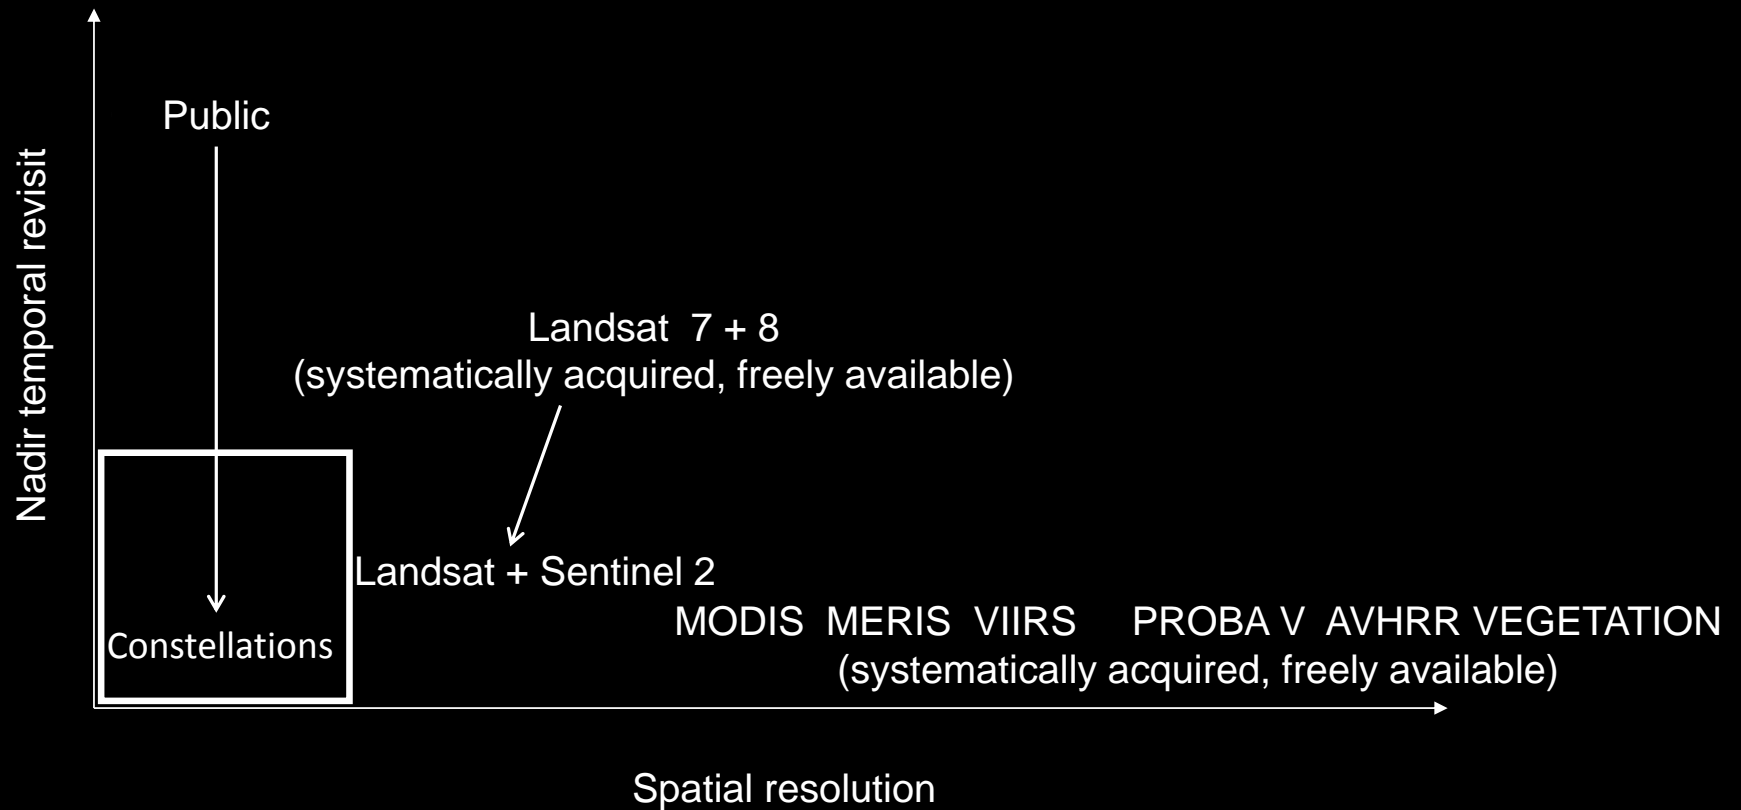 Public
Nadir temporal revisit
Landsat 7 + 8
(systematically acquired, freely available)
Landsat + Sentinel 2
MODIS MERIS VIIRS PROBA V AVHRR VEGETATION
Constellations
(systematically acquired, freely available)
Spatial resolution